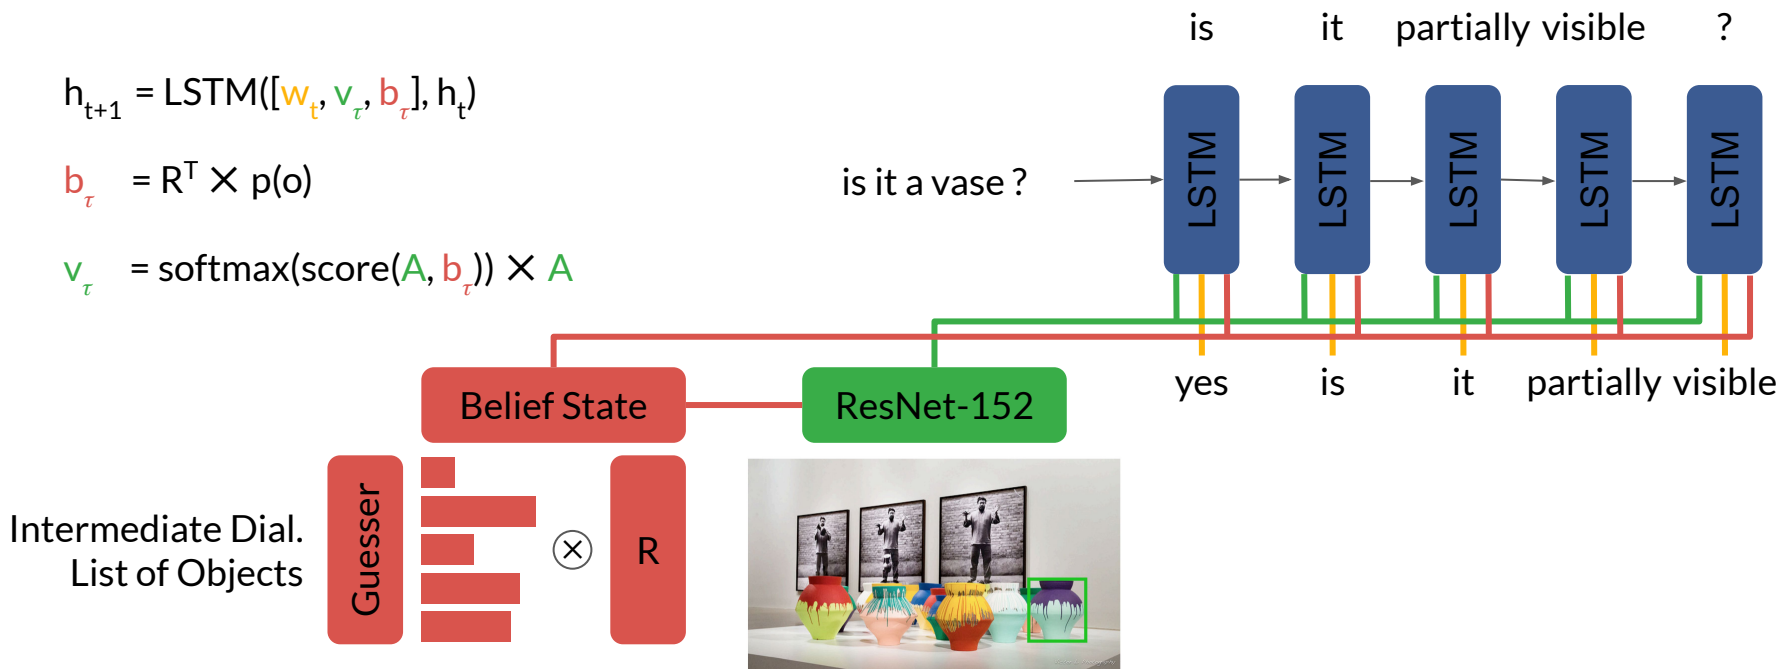 h_{t+1} = LSTM([w_t, v_τ, b_τ], h_t)
b_τ = R^T × p(o)
v_τ = softmax(score(A, b_τ)) × A
is it partially visible ?
is it a vase ?
LSTM LSTM LSTM LSTM LSTM
yes is it partially visible
Belief State
ResNet-152
Intermediate Dial.
List of Objects
Guesser
R